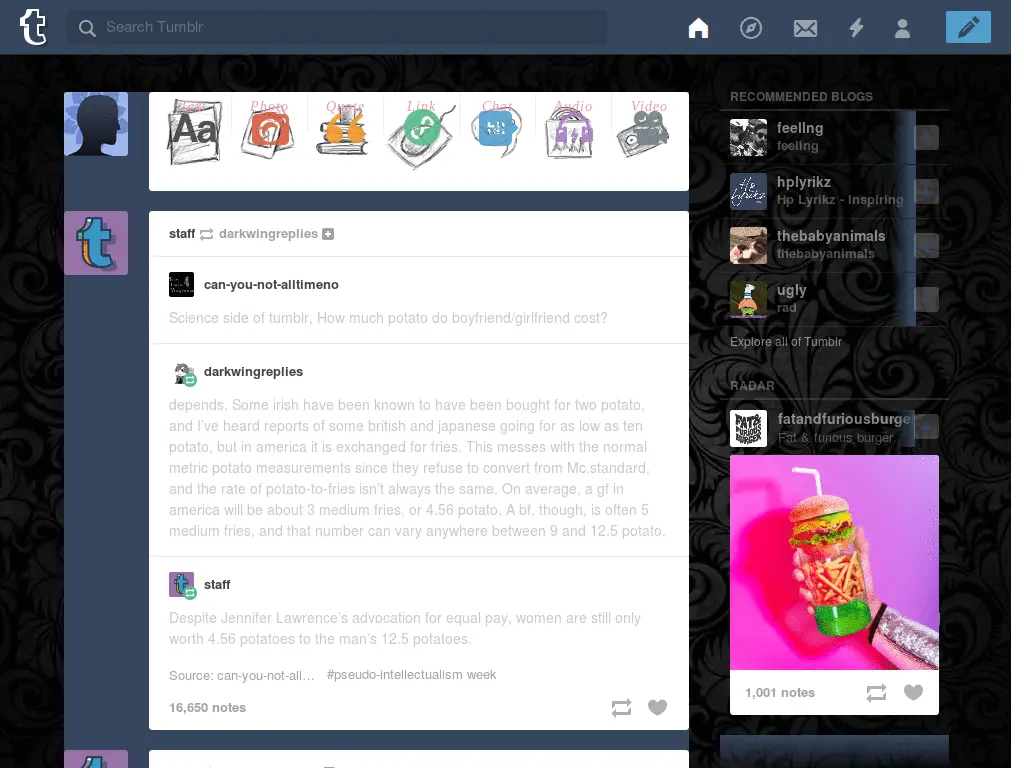 Search Tumblr
Text Photo Quote Link Chat Audio Video
Aa
RECOMMENDED BLOGS
feeling
feeling
hplyrikz
Hp Lyrikz - Inspiring
thebabyanimals
thebabyanimals
ugly
rad
Explore all of Tumblr
staff darkwingreplies
can-you-not-alltimeno
Science side of tumblr, How much potato do boyfriend/girlfriend cost?
darkwingreplies
depends. Some irish have been known to have been bought for two potato,
and I've heard reports of some british and japanese going for as low as ten
potato, but in america it is exchanged for fries. This messes with the normal
metric potato measurements since they refuse to convert from Mc.standard,
and the rate of potato-to-fries isn't always the same. On average, a gf in
america will be about 3 medium fries. or 4.56 potato. A bf, though, is often 5
medium fries, and that number can vary anywhere between 9 and 12.5 potato.
staff
Despite Jennifer Lawrence's advocation for equal pay, women are still only
worth 4.56 potatoes to the man's 12.5 potatoes.
Source: can-you-not-all... #pseudo-intellectualism week
16,650 notes
RADAR
fatandfuriousburge
Fat & furious burger.
FAT &
FURIOUS
BURGER
1,001 notes